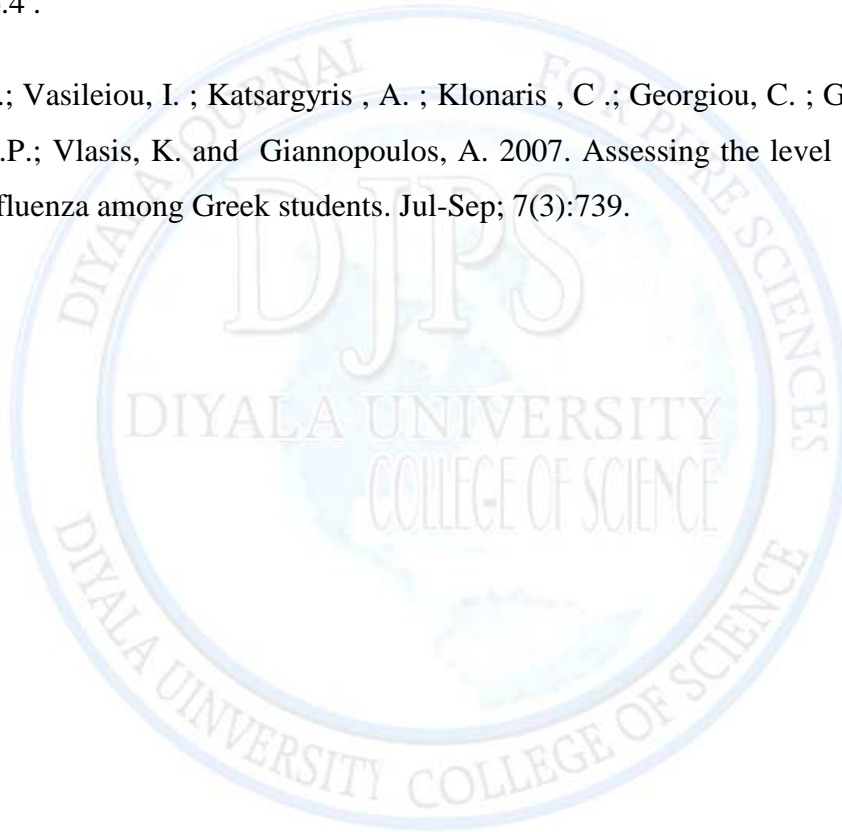 .4 .
.; Vasileiou, I. ; Katsargyris , A. ; Klonaris , C .; Georgiou, C. ; G
.P.; Vlasis, K. and Giannopoulos, A. 2007. Assessing the level
fluenza among Greek students. Jul-Sep; 7(3):739.
DIYALA JOURNAL FOR PURE SCIENCES
DJPS
DIYALA UNIVERSITY
COLLEGE OF SCIENCE
DIYALA UINVERSITY COLLEGE OF SCIENCE